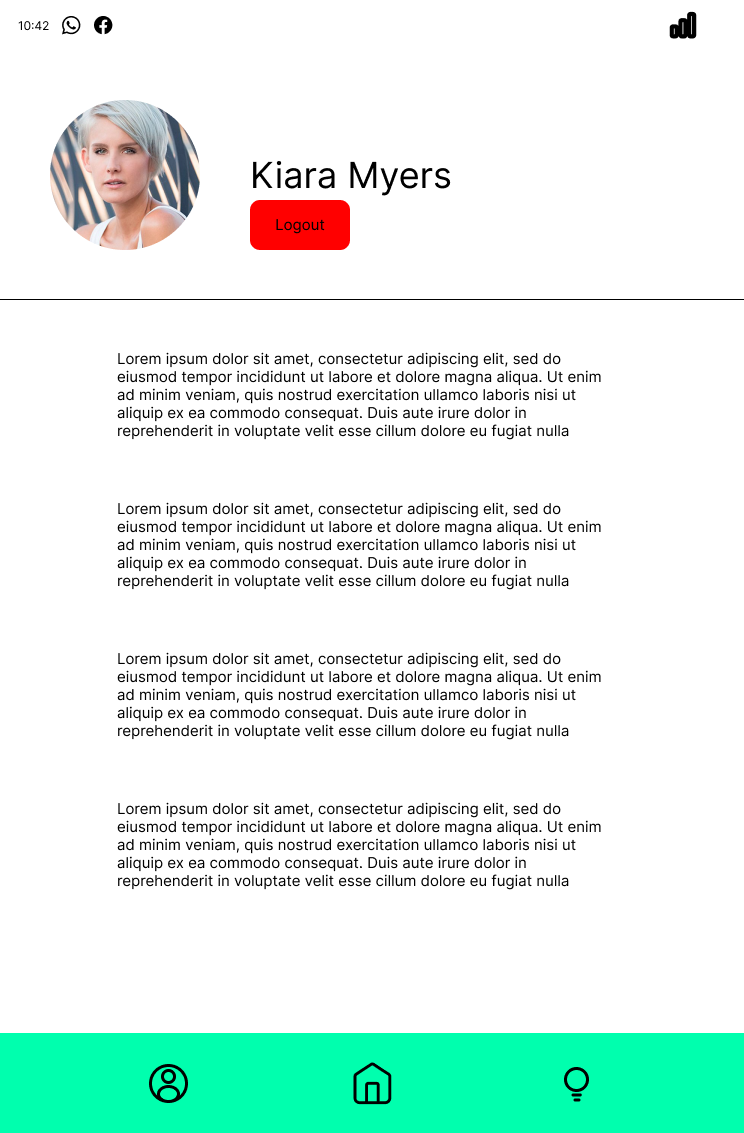 10:42
Kiara Myers
Logout
Lorem ipsum dolor sit amet, consectetur adipiscing elit, sed do
eiusmod tempor incididunt ut labore et dolore magna aliqua. Ut enim
ad minim veniam, quis nostrud exercitation ullamco laboris nisi ut
aliquip ex ea commodo consequat. Duis aute irure dolor in
reprehenderit in voluptate velit esse cillum dolore eu fugiat nulla
Lorem ipsum dolor sit amet, consectetur adipiscing elit, sed do
eiusmod tempor incididunt ut labore et dolore magna aliqua. Ut enim
ad minim veniam, quis nostrud exercitation ullamco laboris nisi ut
aliquip ex ea commodo consequat. Duis aute irure dolor in
reprehenderit in voluptate velit esse cillum dolore eu fugiat nulla
Lorem ipsum dolor sit amet, consectetur adipiscing elit, sed do
eiusmod tempor incididunt ut labore et dolore magna aliqua. Ut enim
ad minim veniam, quis nostrud exercitation ullamco laboris nisi ut
aliquip ex ea commodo consequat. Duis aute irure dolor in
reprehenderit in voluptate velit esse cillum dolore eu fugiat nulla
Lorem ipsum dolor sit amet, consectetur adipiscing elit, sed do
eiusmod tempor incididunt ut labore et dolore magna aliqua. Ut enim
ad minim veniam, quis nostrud exercitation ullamco laboris nisi ut
aliquip ex ea commodo consequat. Duis aute irure dolor in
reprehenderit in voluptate velit esse cillum dolore eu fugiat nulla